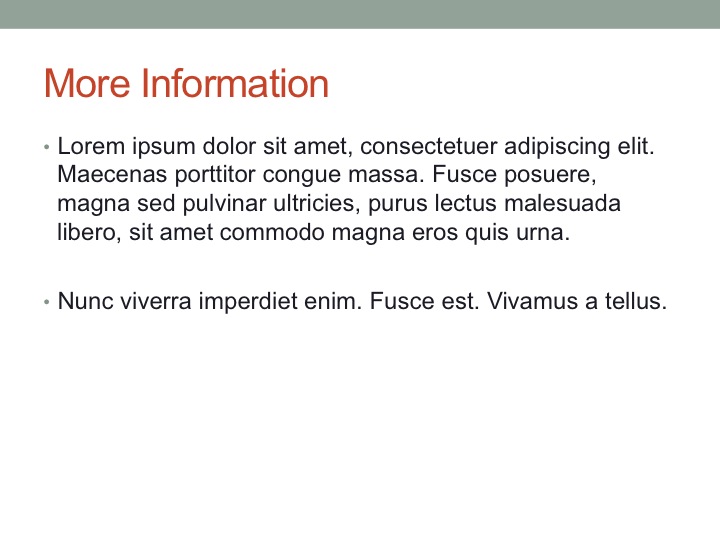 More Information
• Lorem ipsum dolor sit amet, consectetuer adipiscing elit.
Maecenas porttitor congue massa. Fusce posuere,
magna sed pulvinar ultricies, purus lectus malesuada
libero, sit amet commodo magna eros quis urna.
• Nunc viverra imperdiet enim. Fusce est. Vivamus a tellus.